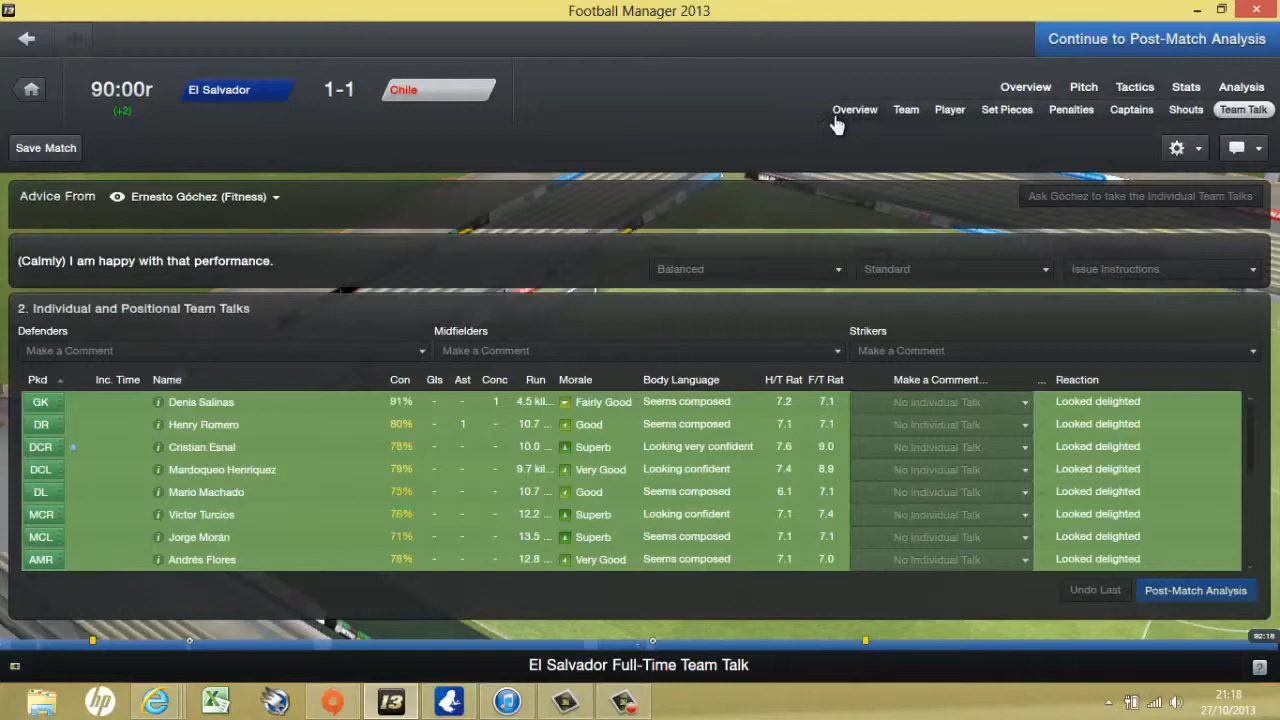 Football Manager 2013
Continue to Post-Match Analysis
90:00r El Salvador 1-1 Chile
(+2)
Overview Pitch Tactics Stats Analysis
Overview Team Player Set Pieces Penalties Captains Shouts Team Talk
Save Match
Advice From Ernesto Góchez (Fitness) Ask Góchez to take the Individual Team Talks
(Calmly) I am happy with that performance. Balanced Standard Issue Instructions
2. Individual and Positional Team Talks
Defenders Midfielders Strikers
Make a Comment Make a Comment Make a Comment
Pkd Inc. Time Name Con Gls Ast Conc Run Morale Body Language H/T Rat F/T Rat Make a Comment... ... Reaction
GK i Denis Salinas 91% - - 1 4.5 kil... Fairly Good Seems composed 7.2 7.1 No Individual Talk Looked delighted
DR i Henry Romero 80% - 1 - 10.7 ... Good Seems composed 7.1 7.1 No Individual Talk Looked delighted
DCR i Cristian Esnal 78% - - - 10.0 ... Superb Looking very confident 7.6 9.0 No Individual Talk Looked delighted
DCL i Mardoqueo Henríquez 79% - - - 9.7 kil... Very Good Looking confident 7.4 8.9 No Individual Talk Looked delighted
DL i Mario Machado 75% - - - 10.7 ... Good Seems composed 6.1 7.1 No Individual Talk Looked delighted
MCR i Víctor Turcios 76% - - - 12.2 ... Superb Looking confident 7.1 7.4 No Individual Talk Looked delighted
MCL i Jorge Morán 71% - - - 13.5 ... Superb Seems composed 7.1 7.1 No Individual Talk Looked delighted
AMR i Andrés Flores 78% - - - 12.8 ... Very Good Seems composed 7.1 7.0 No Individual Talk Looked delighted
Undo Last Post-Match Analysis
92:18
El Salvador Full-Time Team Talk ?
13
21:18
27/10/2013